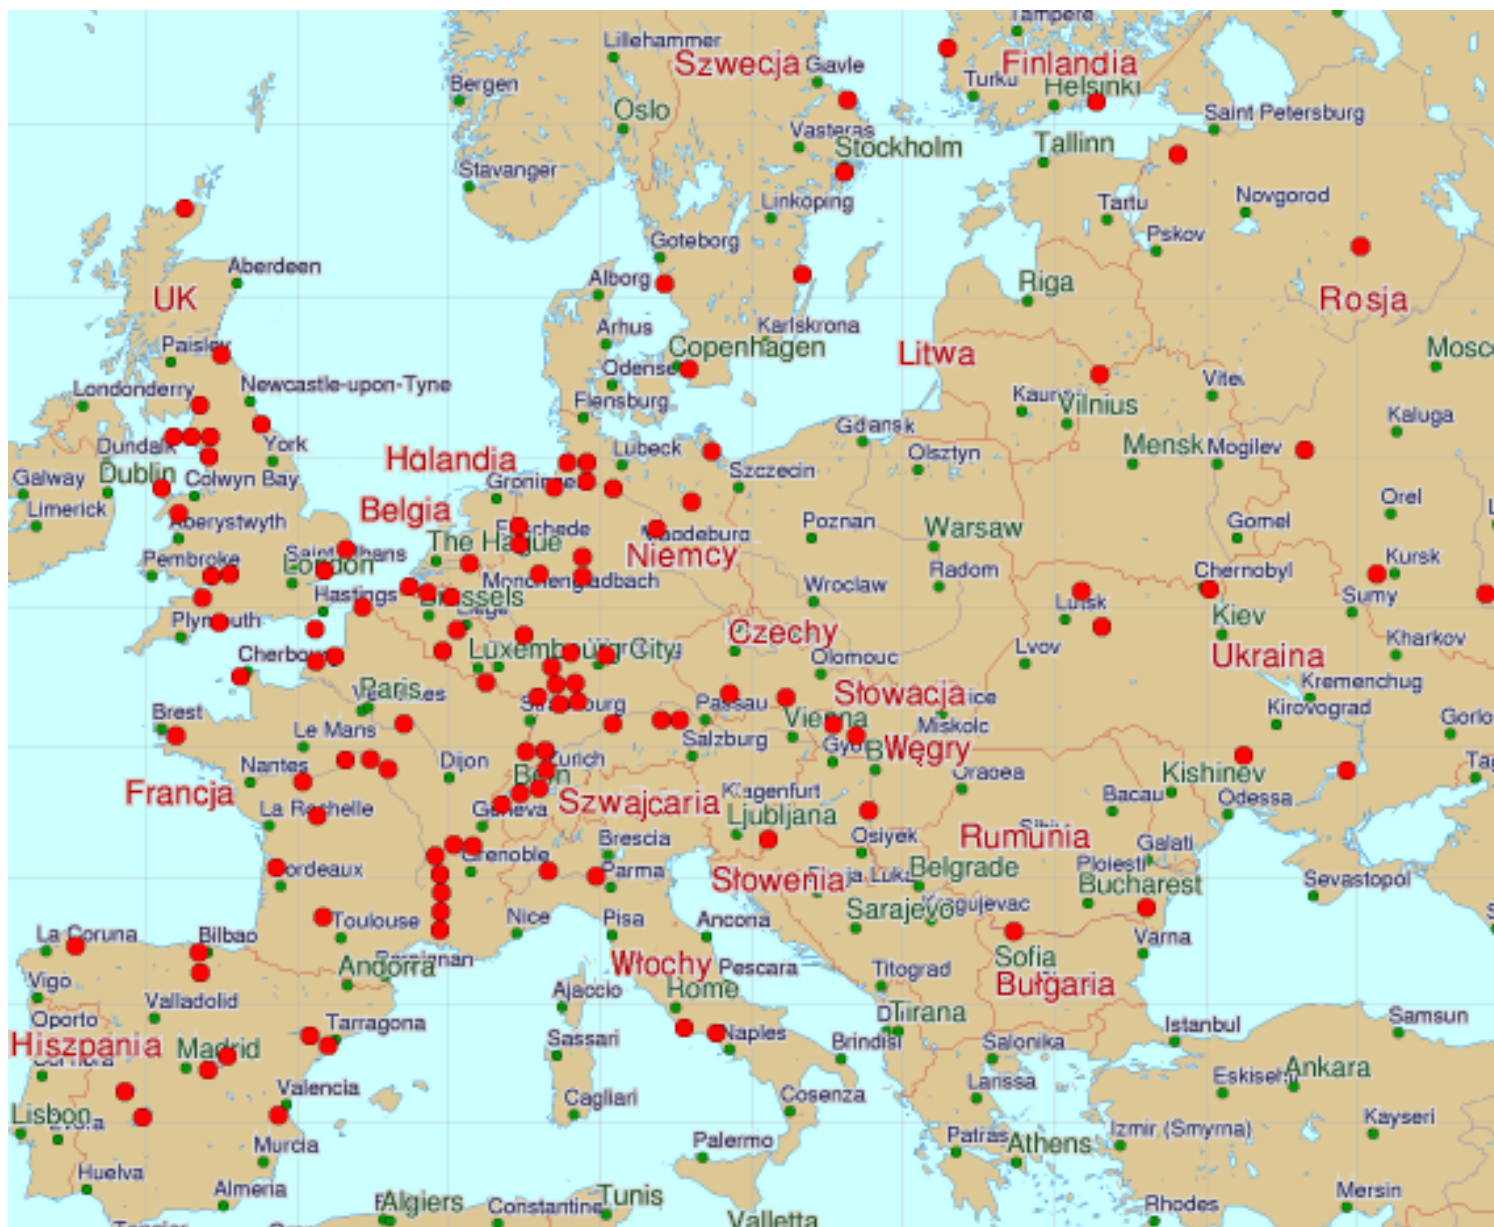 Tampere
Lillehammer
Szwecja
Gavle
Finlandia
Turku
Helsinki
Bergen
Oslo
Saint Petersburg
Vasteras
Stockholm
Tallinn
Stavanger
Linkoping
Tartu
Novgorod
Pskov
Goteborg
Aberdeen
Alborg
Riga
UK
Rosja
Arhus
Karlskrona
Paisley
Copenhagen
Litwa
Odense
Newcastle-upon-Tyne
Londonderry
Vilnius
Flensburg
Kaluga
Gdansk
Dundalk
York
Lubeck
Mensk
Mogilev
Holandia
Olsztyn
Dublin
Galway
Colwyn Bay
Szczecin
Orel
Belgia
Limerick
Aberystwyth
Poznan
Warsaw
Gomel
The Hague
Niemcy
London
Pembroke
Kursk
Radom
Chernobyl
Wroclaw
Hastings
Sumy
Lutsk
Kiev
Plymouth
Czechy
Kharkov
Luxembourg City
Lvov
Ukraina
Olomouc
Kremenchug
Paris
Słowacja
Passau
Brest
Kirovograd
Vienna
Miskolc
Le Mans
Salzburg
Węgry
Dijon
Zurich
Nantes
Bern
Kishinev
Francja
Szwajcaria
Klagenfurt
Bacau
Odessa
La Rochelle
Geneva
Ljubljana
Rumunia
Osiyek
Brescia
Galati
Grenoble
Ploiesti
Belgrade
Parma
Słowenia
Bucharest
Sevastopol
Sarajevo
Toulouse
Nice
Pisa
Ancona
La Coruna
Bilbao
Varna
Sofia
Andorra
Włochy
Pescara
Titograd
Vigo
Bułgaria
Rome
Ajaccio
Valladolid
Tirana
Oporto
Tarragona
Istanbul
Samsun
Naples
Hiszpania
Madrid
Sassari
Brindisi
Salonika
Ankara
Larissa
Valencia
Cagliari
Cosenza
Lisbon
Kayseri
Izmir (Smyrna)
Murcia
Palermo
Patras
Athens
Huelva
Almeria
Mersin
Algiers
Tunis
Constantine
Rhodes
Valletta